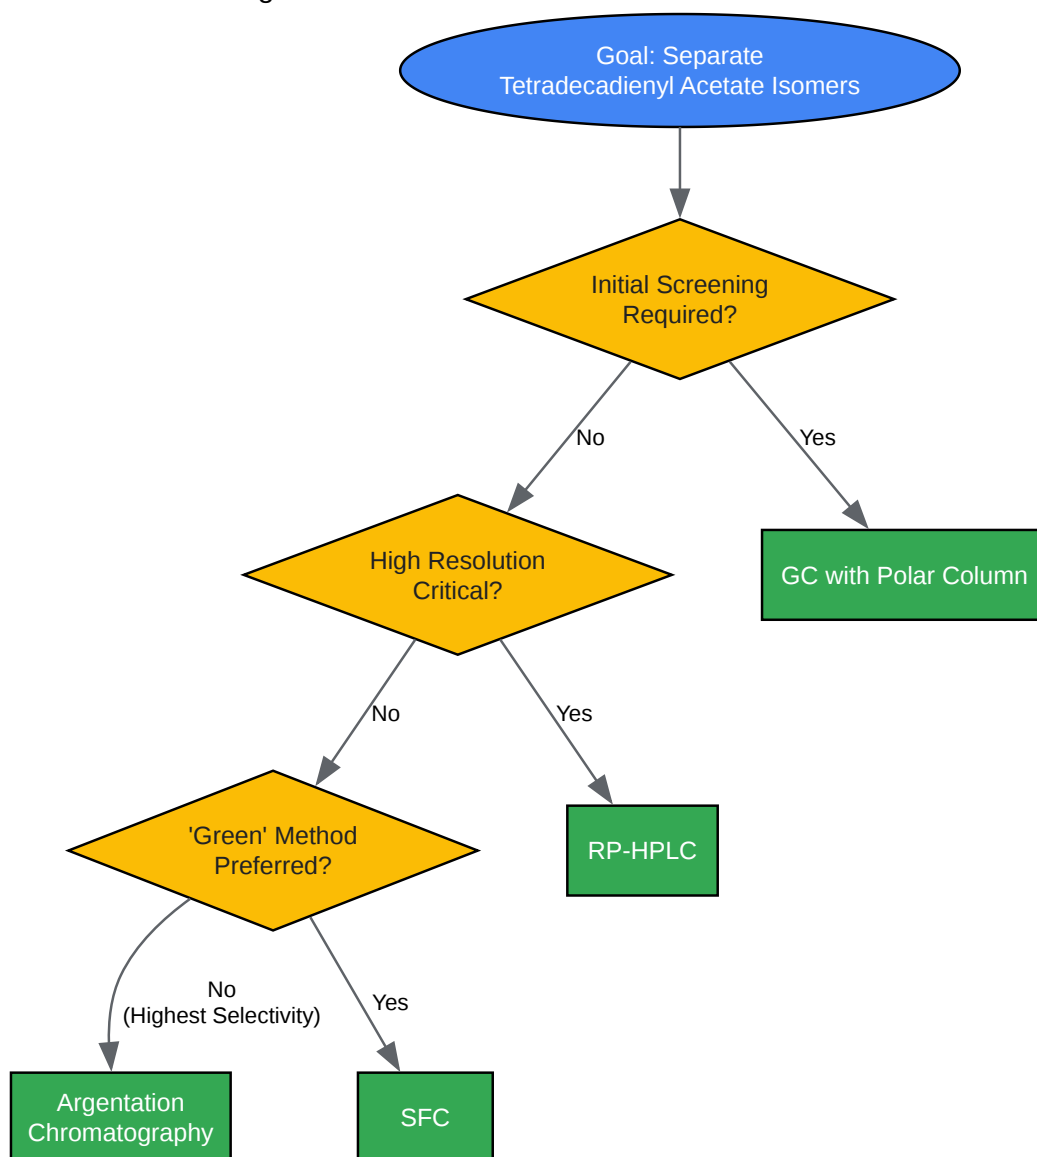 Goal: Separate
Tetradecadienyl Acetate Isomers
Initial Screening
Required?
No
Yes
High Resolution
Critical?
GC with Polar Column
No
Yes
'Green' Method
Preferred?
RP-HPLC
No
(Highest Selectivity)
Yes
Argentation
Chromatography
SFC